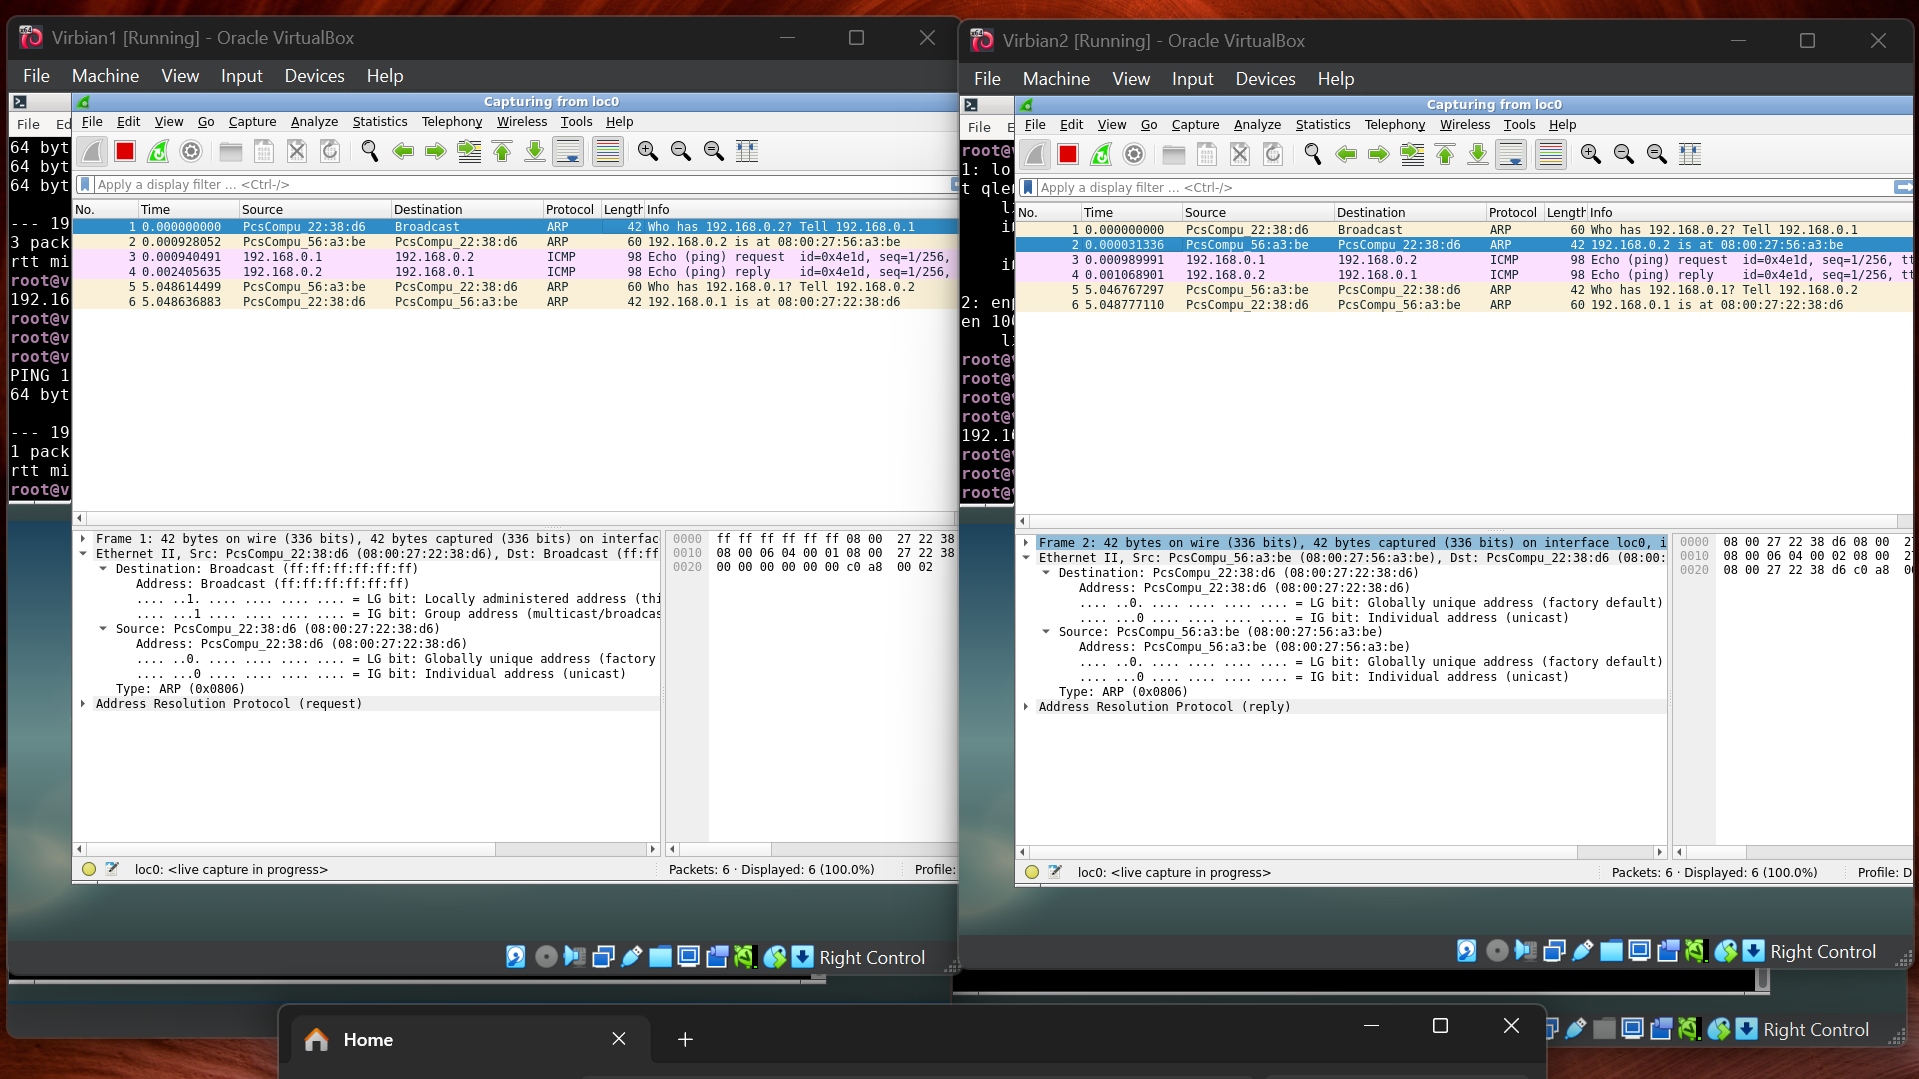 Virbian1 [Running] - Oracle VirtualBox
File Machine View Input Devices Help
Capturing from loc0
File Ed
File Edit View Go Capture Analyze Statistics Telephony Wireless Tools Help
64 byt
64 byt
64 byt
--- 19
3 pack
rtt mi
root@v
192.16
root@v
root@v
root@v
PING 1
64 byt
--- 19
1 pack
rtt mi
root@v
Apply a display filter ... <Ctrl-/>
No. Time Source Destination Protocol Length Info
1 0.000000000 PcsCompu_22:38:d6 Broadcast ARP 42 Who has 192.168.0.2? Tell 192.168.0.1
2 0.000928052 PcsCompu_56:a3:be PcsCompu_22:38:d6 ARP 60 192.168.0.2 is at 08:00:27:56:a3:be
3 0.000940491 192.168.0.1 192.168.0.2 ICMP 98 Echo (ping) request id=0x4e1d, seq=1/256,
4 0.002405635 192.168.0.2 192.168.0.1 ICMP 98 Echo (ping) reply id=0x4e1d, seq=1/256,
5 5.048614499 PcsCompu_56:a3:be PcsCompu_22:38:d6 ARP 60 Who has 192.168.0.1? Tell 192.168.0.2
6 5.048636883 PcsCompu_22:38:d6 PcsCompu_56:a3:be ARP 42 192.168.0.1 is at 08:00:27:22:38:d6
Frame 1: 42 bytes on wire (336 bits), 42 bytes captured (336 bits) on interfac
Ethernet II, Src: PcsCompu_22:38:d6 (08:00:27:22:38:d6), Dst: Broadcast (ff:ff
Destination: Broadcast (ff:ff:ff:ff:ff:ff)
Address: Broadcast (ff:ff:ff:ff:ff:ff)
.... ..1. .... .... .... .... = LG bit: Locally administered address (thi
.... ...1 .... .... .... .... = IG bit: Group address (multicast/broadcas
Source: PcsCompu_22:38:d6 (08:00:27:22:38:d6)
Address: PcsCompu_22:38:d6 (08:00:27:22:38:d6)
.... ..0. .... .... .... .... = LG bit: Globally unique address (factory
.... ...0 .... .... .... .... = IG bit: Individual address (unicast)
Type: ARP (0x0806)
Address Resolution Protocol (request)
0000 ff ff ff ff ff ff 08 00 27 22 38
0010 08 00 06 04 00 01 08 00 27 22 38
0020 00 00 00 00 00 00 c0 a8 00 02
loc0: <live capture in progress>
Packets: 6 · Displayed: 6 (100.0%)
Profile:
Right Control
Virbian2 [Running] - Oracle VirtualBox
File Machine View Input Devices Help
Capturing from loc0
File E
File Edit View Go Capture Analyze Statistics Telephony Wireless Tools Help
root@v
1: lo
t qle
li
in
in
2: enp
en 100
li
root@v
root@v
root@v
root@v
192.16
root@v
root@v
root@v
Apply a display filter ... <Ctrl-/>
No. Time Source Destination Protocol Length Info
1 0.000000000 PcsCompu_22:38:d6 Broadcast ARP 60 Who has 192.168.0.2? Tell 192.168.0.1
2 0.000031336 PcsCompu_56:a3:be PcsCompu_22:38:d6 ARP 42 192.168.0.2 is at 08:00:27:56:a3:be
3 0.000989991 192.168.0.1 192.168.0.2 ICMP 98 Echo (ping) request id=0x4e1d, seq=1/256, tt
4 0.001068901 192.168.0.2 192.168.0.1 ICMP 98 Echo (ping) reply id=0x4e1d, seq=1/256, tt
5 5.046767297 PcsCompu_56:a3:be PcsCompu_22:38:d6 ARP 42 Who has 192.168.0.1? Tell 192.168.0.2
6 5.048777110 PcsCompu_22:38:d6 PcsCompu_56:a3:be ARP 60 192.168.0.1 is at 08:00:27:22:38:d6
Frame 2: 42 bytes on wire (336 bits), 42 bytes captured (336 bits) on interface loc0, i
Ethernet II, Src: PcsCompu_56:a3:be (08:00:27:56:a3:be), Dst: PcsCompu_22:38:d6 (08:00:
Destination: PcsCompu_22:38:d6 (08:00:27:22:38:d6)
Address: PcsCompu_22:38:d6 (08:00:27:22:38:d6)
.... ..0. .... .... .... .... = LG bit: Globally unique address (factory default)
.... ...0 .... .... .... .... = IG bit: Individual address (unicast)
Source: PcsCompu_56:a3:be (08:00:27:56:a3:be)
Address: PcsCompu_56:a3:be (08:00:27:56:a3:be)
.... ..0. .... .... .... .... = LG bit: Globally unique address (factory default)
.... ...0 .... .... .... .... = IG bit: Individual address (unicast)
Type: ARP (0x0806)
Address Resolution Protocol (reply)
0000 08 00 27 22 38 d6 08 00 2
0010 08 00 06 04 00 02 08 00 2
0020 08 00 27 22 38 d6 c0 a8 0
loc0: <live capture in progress>
Packets: 6 · Displayed: 6 (100.0%)
Profile: D
Right Control
Home
Right Control